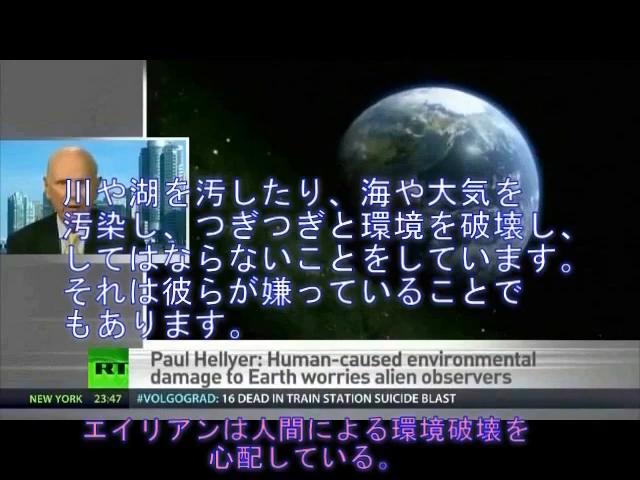 川や湖を汚したり、海や大気を
汚染し、つぎつぎと環境を破壊し、
してはならないことをしています。
それは彼らが嫌っていることで
もあります。
RT
Paul Hellyer: Human-caused environmental
damage to Earth worries alien observers
NEW YORK 23:47 #VOLGOGRAD: 16 DEAD IN TRAIN STATION SUICIDE BLAST
エイリアンは人間による環境破壊を
心配している。